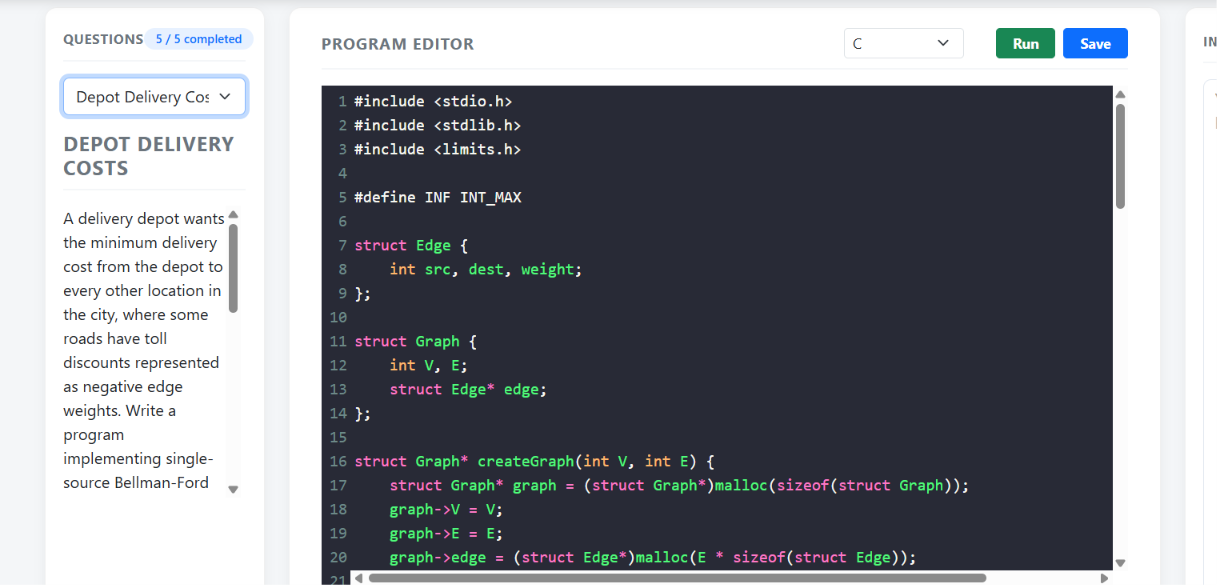 QUESTIONS 5 / 5 completed
Depot Delivery Cos
DEPOT DELIVERY
COSTS
A delivery depot wants
the minimum delivery
cost from the depot to
every other location in
the city, where some
roads have toll
discounts represented
as negative edge
weights. Write a
program
implementing single-
source Bellman-Ford
PROGRAM EDITOR
C
Run
Save
1 #include <stdio.h>
2 #include <stdlib.h>
3 #include <limits.h>
4
5 #define INF INT_MAX
6
7 struct Edge {
8     int src, dest, weight;
9 };
10
11 struct Graph {
12     int V, E;
13     struct Edge* edge;
14 };
15
16 struct Graph* createGraph(int V, int E) {
17     struct Graph* graph = (struct Graph*)malloc(sizeof(struct Graph));
18     graph->V = V;
19     graph->E = E;
20     graph->edge = (struct Edge*)malloc(E * sizeof(struct Edge));
21
IN